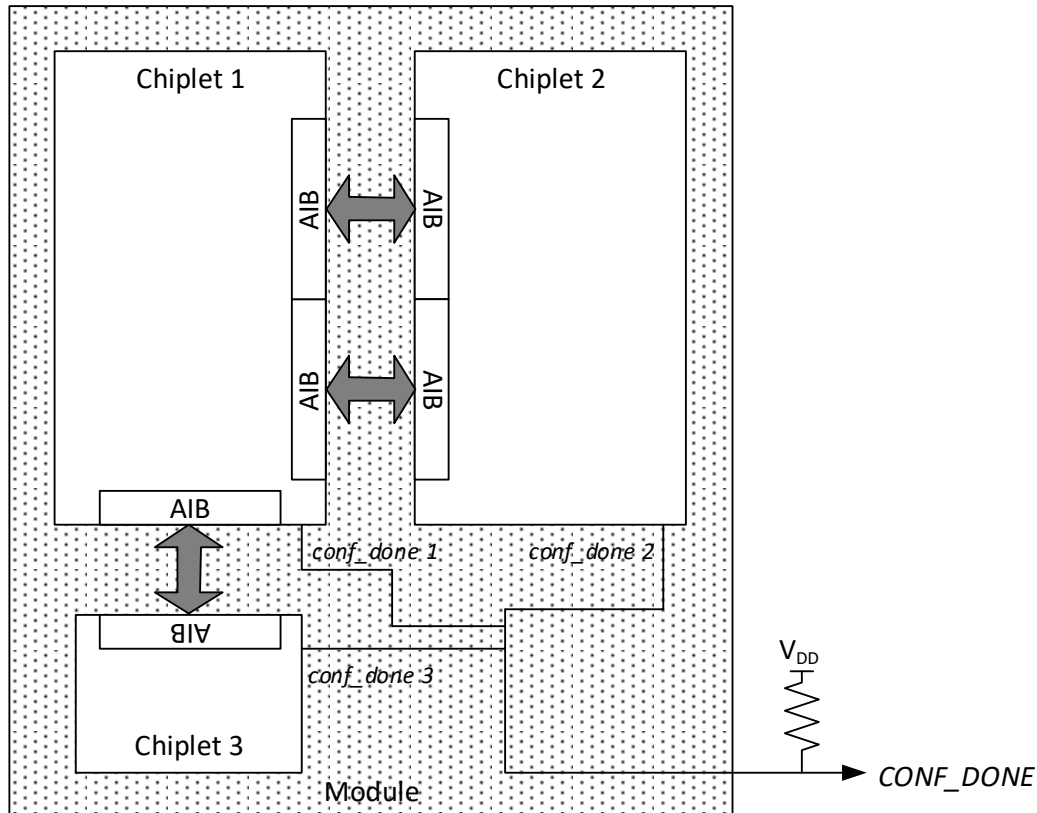 Chiplet 1
Chiplet 2
AIB
AIB
AIB
AIB
AIB
conf_done 1
conf_done 2
AIB
conf_done 3
Chiplet 3
Module
VDD
CONF_DONE